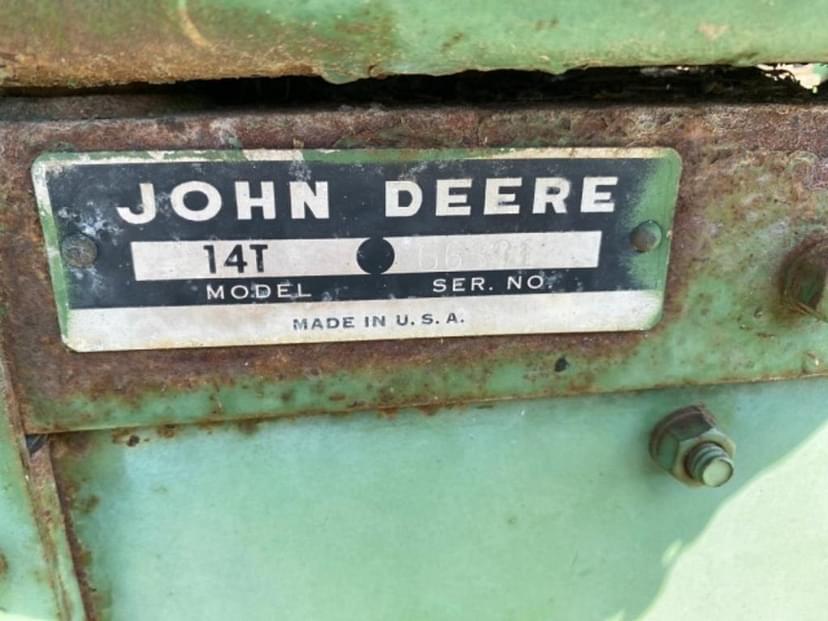 JOHN DEERE
14T
MODEL SER. NO.
MADE IN U. S. A.